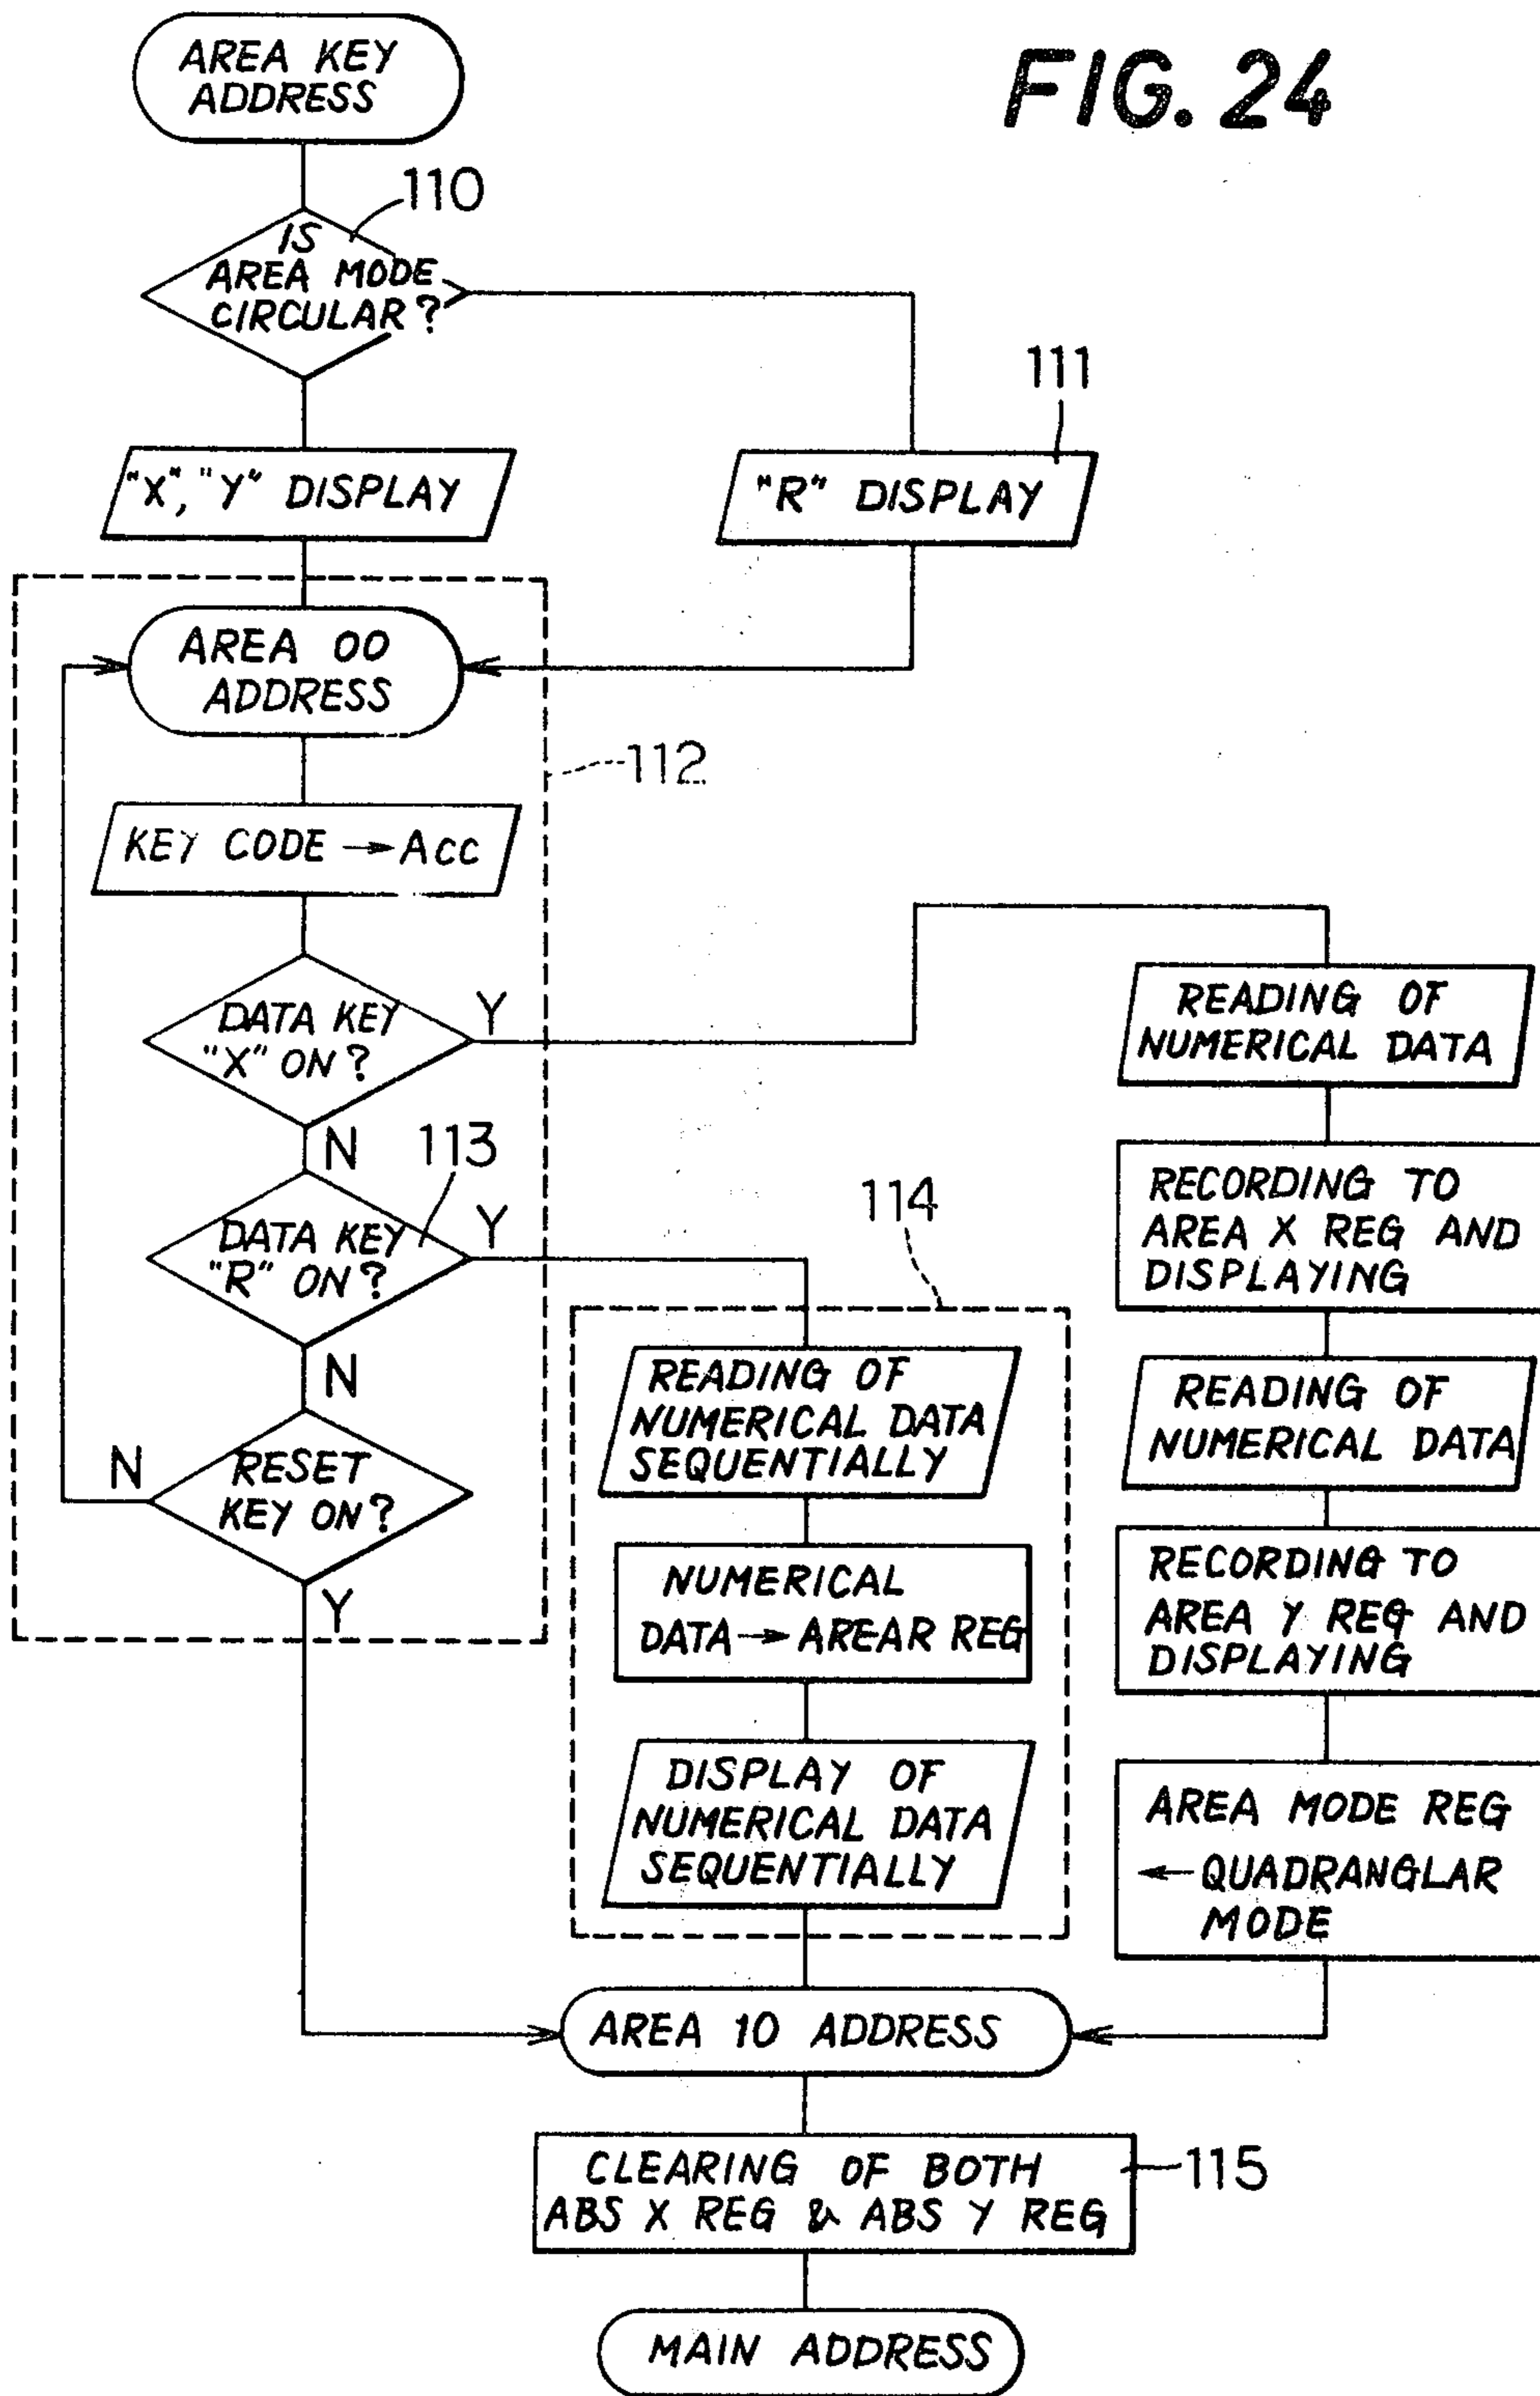 FIG. 24
AREA KEY
ADDRESS
110
IS
AREA MODE
CIRCULAR?
111
"X", "Y" DISPLAY
"R" DISPLAY
AREA 00
ADDRESS
112
KEY CODE → Acc
DATA KEY
"X" ON?
Y
N
113
DATA KEY
"R" ON?
Y
N
RESET
KEY ON?
N
Y
114
READING OF
NUMERICAL DATA
SEQUENTIALLY
NUMERICAL
DATA → AREAR REG
DISPLAY OF
NUMERICAL DATA
SEQUENTIALLY
READING OF
NUMERICAL DATA
RECORDING TO
AREA X REG AND
DISPLAYING
READING OF
NUMERICAL DATA
RECORDING TO
AREA Y REG AND
DISPLAYING
AREA MODE REG
← QUADRANGLAR
MODE
AREA 10 ADDRESS
CLEARING OF BOTH
ABS X REG & ABS Y REG
115
MAIN ADDRESS